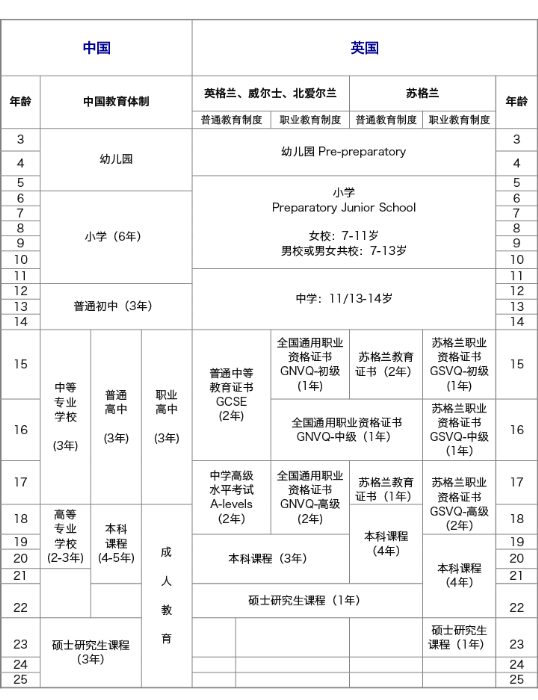 中国
英国
年龄
中国教育体制
英格兰、威尔士、北爱尔兰
苏格兰
年龄
普通教育制度
职业教育制度
普通教育制度
职业教育制度
3
4
5
6
7
8
9
10
11
12
13
14
15
16
17
18
19
20
21
22
23
24
25
幼儿园
小学（6年）
普通初中（3年）
中等
专业
学校
(3年)
普通
高中
(3年)
职业
高中
(3年)
高等
专业
学校
(2-3年)
本科
课程
(4-5年)
成
人
教
育
硕士研究生课程
（3年）
幼儿园 Pre-preparatory
小学
Preparatory Junior School
女校：7-11岁
男校或男女共校：7-13岁
中学：11/13-14岁
普通中等
教育证书
GCSE
(2年)
全国通用职业
资格证书
GNVQ-初级
(1年)
苏格兰教育
证书（2年）
苏格兰职业
资格证书
GSVQ-初级
(1年)
全国通用职业资格证书
GNVQ-中级（1年）
苏格兰职业
资格证书
GSVQ-中级
(1年)
中学高级
水平考试
A-levels
(2年)
全国通用职业
资格证书
GNVQ-高级
(2年)
苏格兰教育
证书（1年）
苏格兰职业
资格证书
GSVQ-高级
(2年)
本科课程
（4年）
本科课程（3年）
本科课程
（4年）
硕士研究生课程（1年）
硕士研究生
课程（1年）
3
4
5
6
7
8
9
10
11
12
13
14
15
16
17
18
19
20
21
22
23
24
25